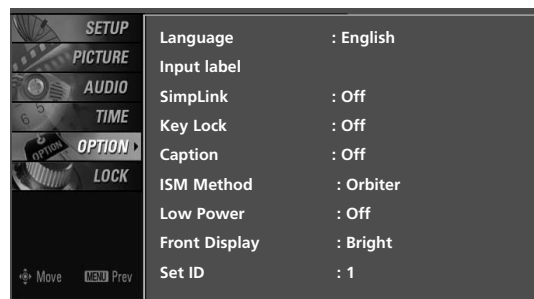 SETUP
PICTURE
AUDIO
TIME
OPTION
LOCK
Move MENU Prev
Language : English
Input label
SimpLink : Off
Key Lock : Off
Caption : Off
ISM Method : Orbiter
Low Power : Off
Front Display : Bright
Set ID : 1